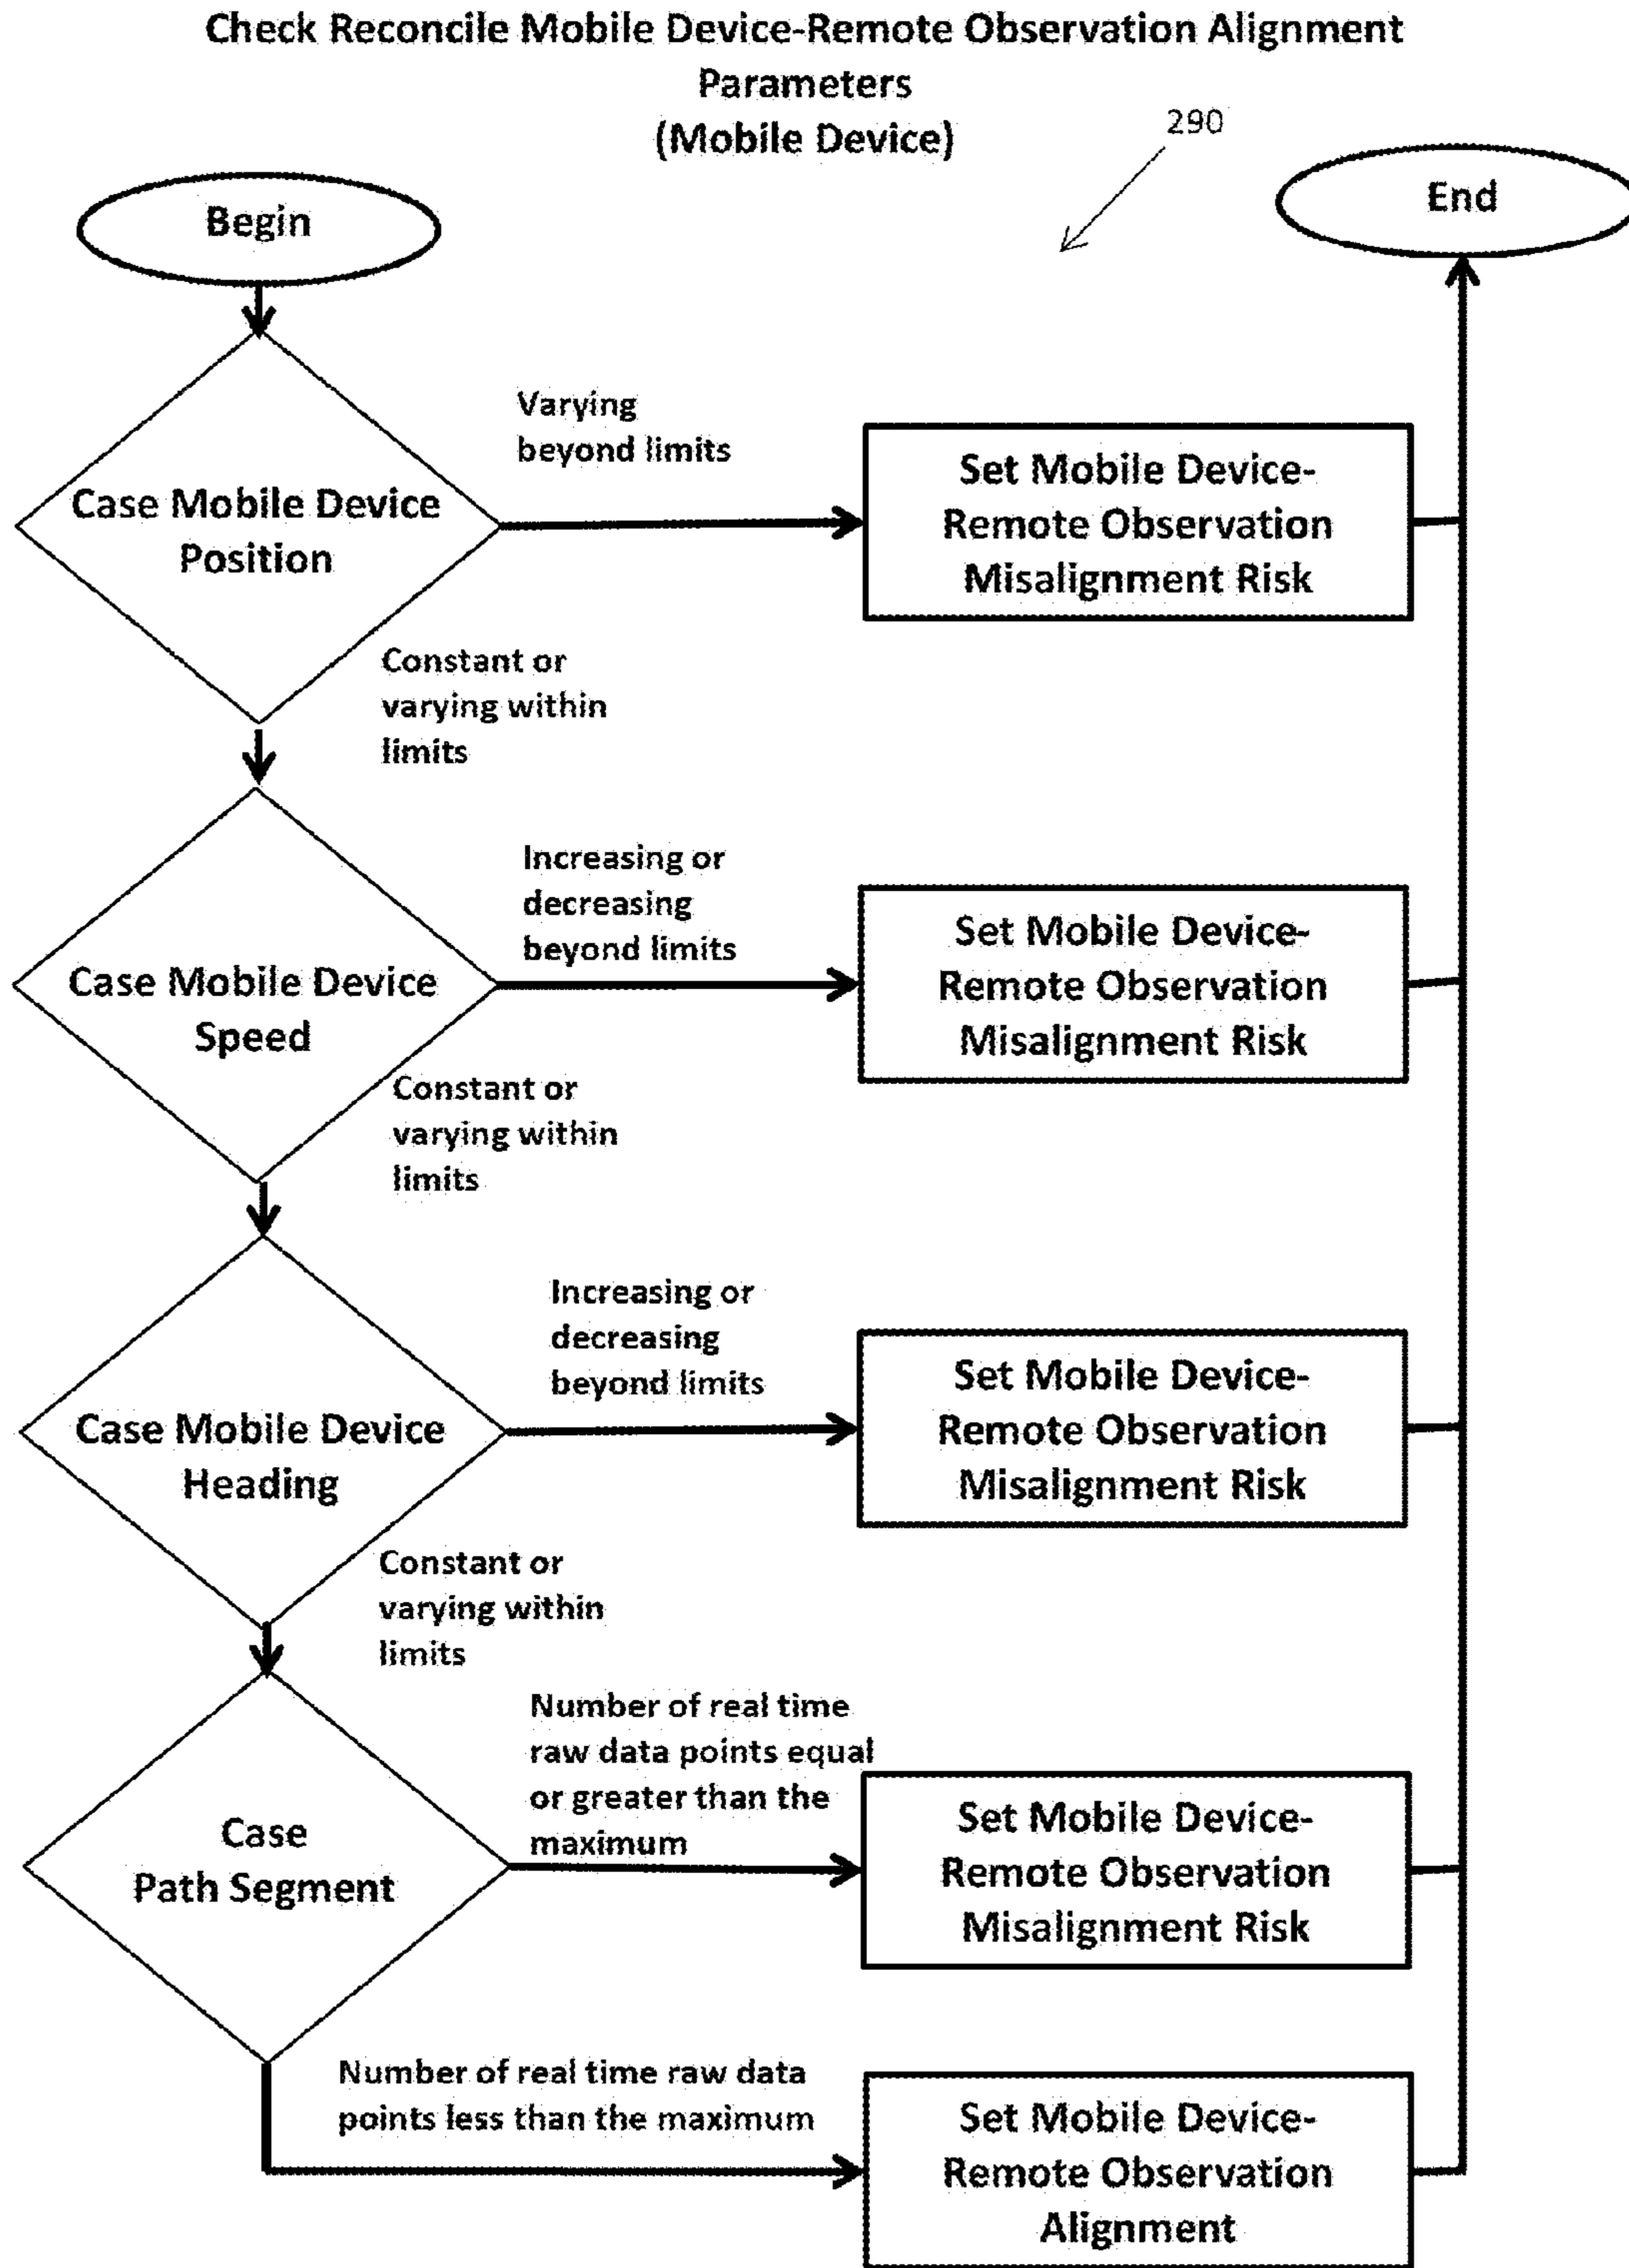 Check Reconcile Mobile Device-Remote Observation Alignment
Parameters
(Mobile Device)
290
Begin
End
Varying
beyond limits
Case Mobile Device
Position
Set Mobile Device-
Remote Observation
Misalignment Risk
Constant or
varying within
limits
Increasing or
decreasing
beyond limits
Case Mobile Device
Speed
Set Mobile Device-
Remote Observation
Misalignment Risk
Constant or
varying within
limits
Increasing or
decreasing
beyond limits
Case Mobile Device
Heading
Set Mobile Device-
Remote Observation
Misalignment Risk
Constant or
varying within
limits
Number of real time
raw data points equal
or greater than the
maximum
Case
Path Segment
Set Mobile Device-
Remote Observation
Misalignment Risk
Number of real time raw data
points less than the maximum
Set Mobile Device-
Remote Observation
Alignment